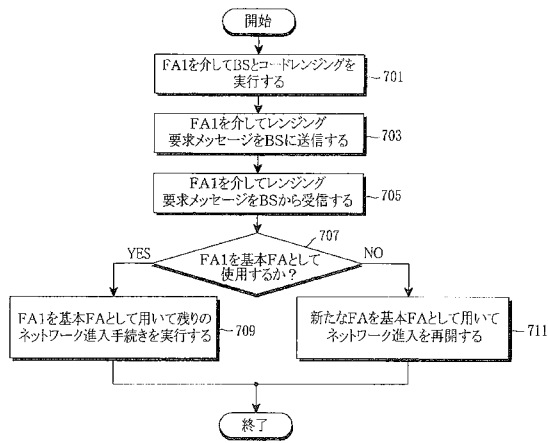 開始
FA1を介してBSとコードレンジングを
実行する
701
FA1を介してレンジング
要求メッセージをBSに送信する
703
FA1を介してレンジング
要求メッセージをBSから受信する
705
707
YES
FA1を基本FAとして
使用するか?
NO
FA1を基本FAとして用いて残りの
ネットワーク進入手続きを実行する
709
新たなFAを基本FAとして用いて
ネットワーク進入を再開する
711
終了